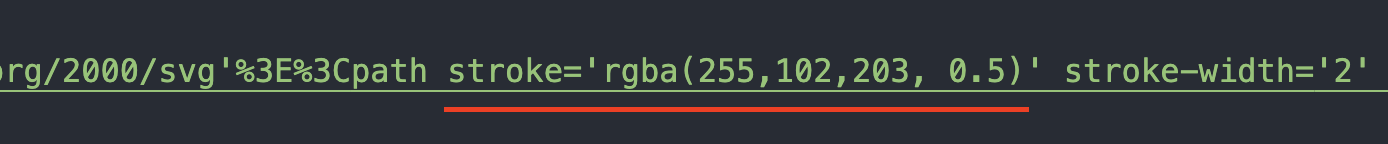 org/2000/svg'%3E%3Cpath stroke='rgba(255,102,203, 0.5)' stroke-width='2'